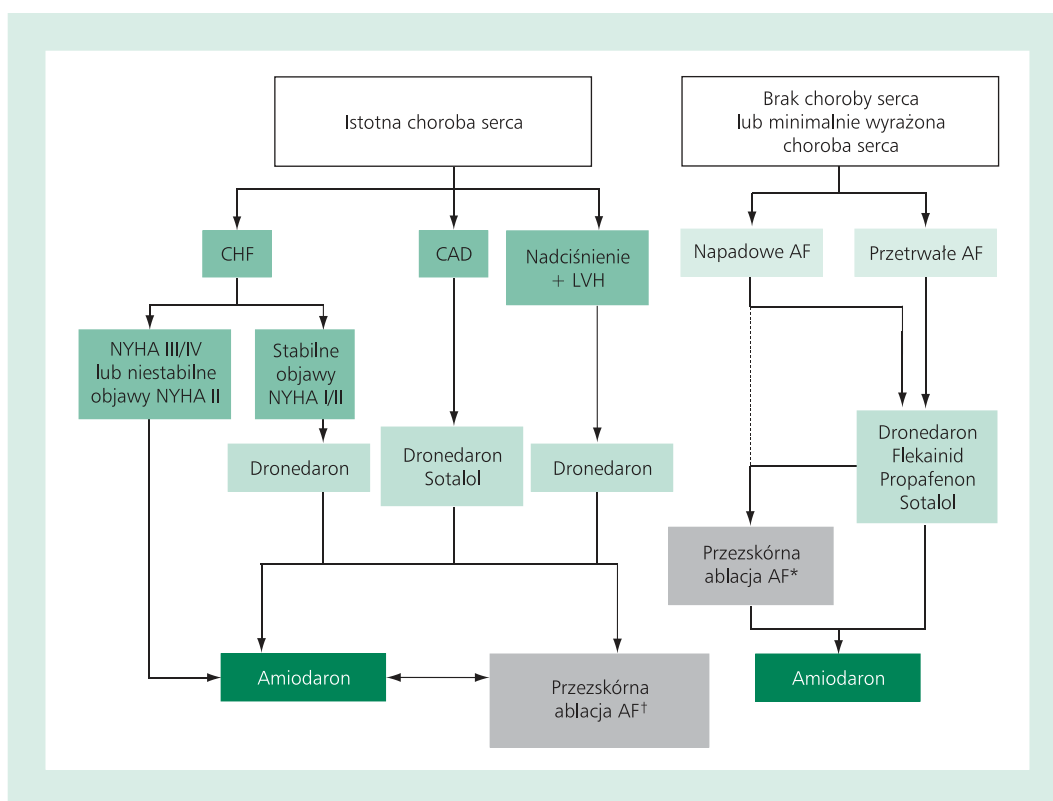 Istotna choroba serca
Brak choroby serca
lub minimalnie wyrażona
choroba serca
CHF
CAD
Nadciśnienie
+ LVH
Napadowe AF
Przetrwałe AF
NYHA III/IV
lub niestabilne
objawy NYHA II
Stabilne
objawy
NYHA I/II
Dronedaron
Dronedaron
Sotalol
Dronedaron
Dronedaron
Flekainid
Propafenon
Sotalol
Przezskórna
ablacja AF*
Amiodaron
Przezskórna
ablacja AF†
Amiodaron